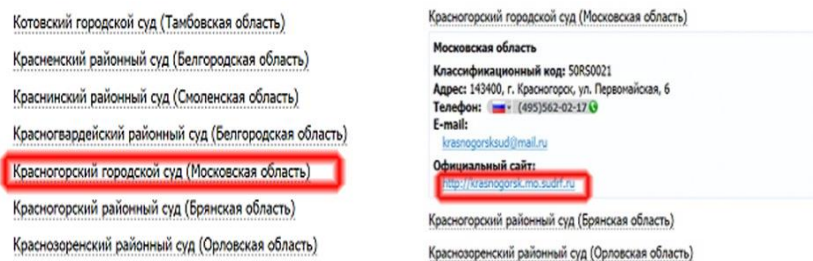 Котовский городской суд (Тамбовская область)
Красненский районный суд (Белгородская область)
Краснинский районный суд (Смоленская область)
Красногвардейский районный суд (Белгородская область)
Красногорский городской суд (Московская область)
Красногорский районный суд (Брянская область)
Краснозоренский районный суд (Орловская область)
Красногорский городской суд (Московская область)
Московская область
Классификационный код: 50RS0021
Адрес: 143400, г. Красногорск, ул. Первомайская, 6
Телефон: (495)562-02-17
E-mail:
krasnogorsksud@mail.ru
Официальный сайт:
http://krasnogorsk.mo.sudrf.ru
Красногорский районный суд (Брянская область)
Краснозоренский районный суд (Орловская область)